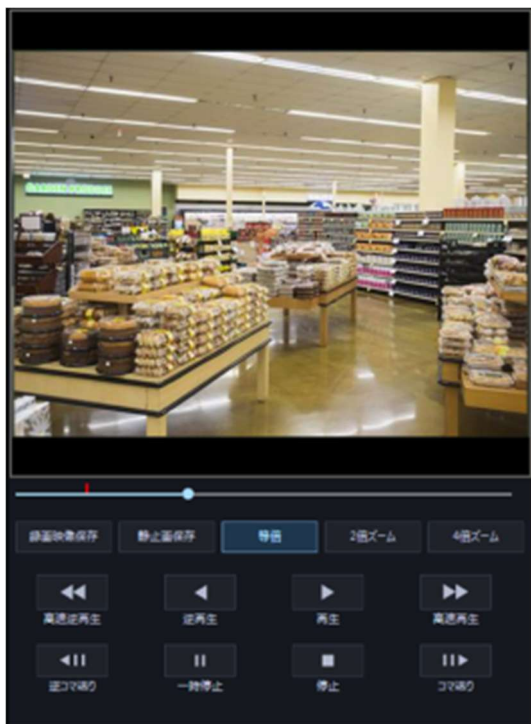 録画映像保存
静止画保存
等倍
2倍ズーム
4倍ズーム
高速逆再生
逆再生
再生
高速再生
逆コマ送り
一時停止
停止
コマ送り